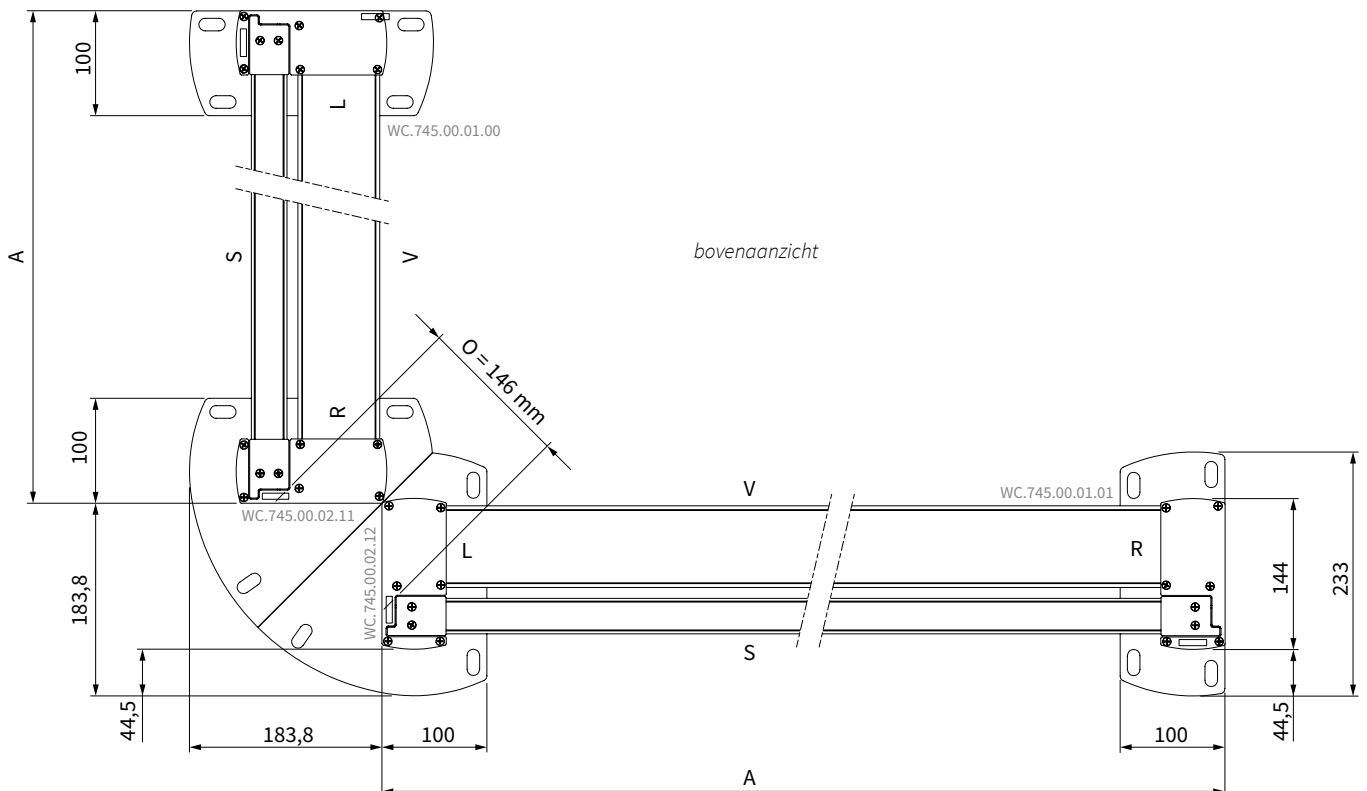 100
L
WC.745.00.01.00
A
S
V
bovenaanzicht
O = 146 mm
R
100
WC.745.00.02.11
V
WC.745.00.01.01
WC.745.00.02.12
L
R
183,8
144
233
S
44,5
183,8
100
100
44,5
A